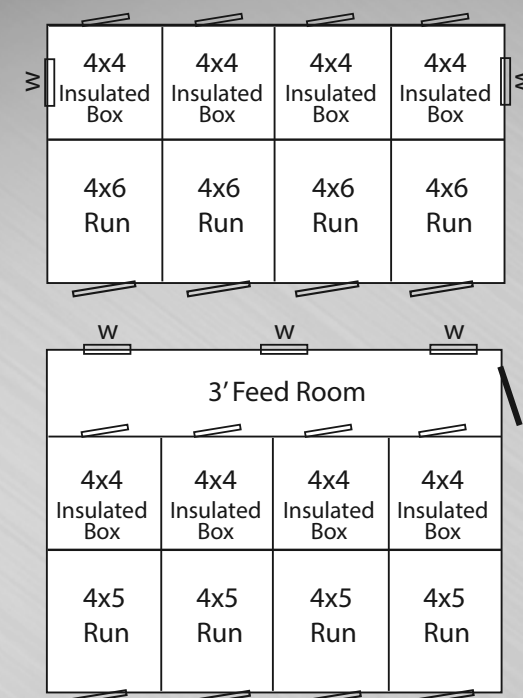 4x4 4x4 4x4 4x4
W Insulated Insulated Insulated Insulated W
Box Box Box Box
4x6 4x6 4x6 4x6
Run Run Run Run
W W W
3' Feed Room
4x4 4x4 4x4 4x4
Insulated Insulated Insulated Insulated
Box Box Box Box
4x5 4x5 4x5 4x5
Run Run Run Run